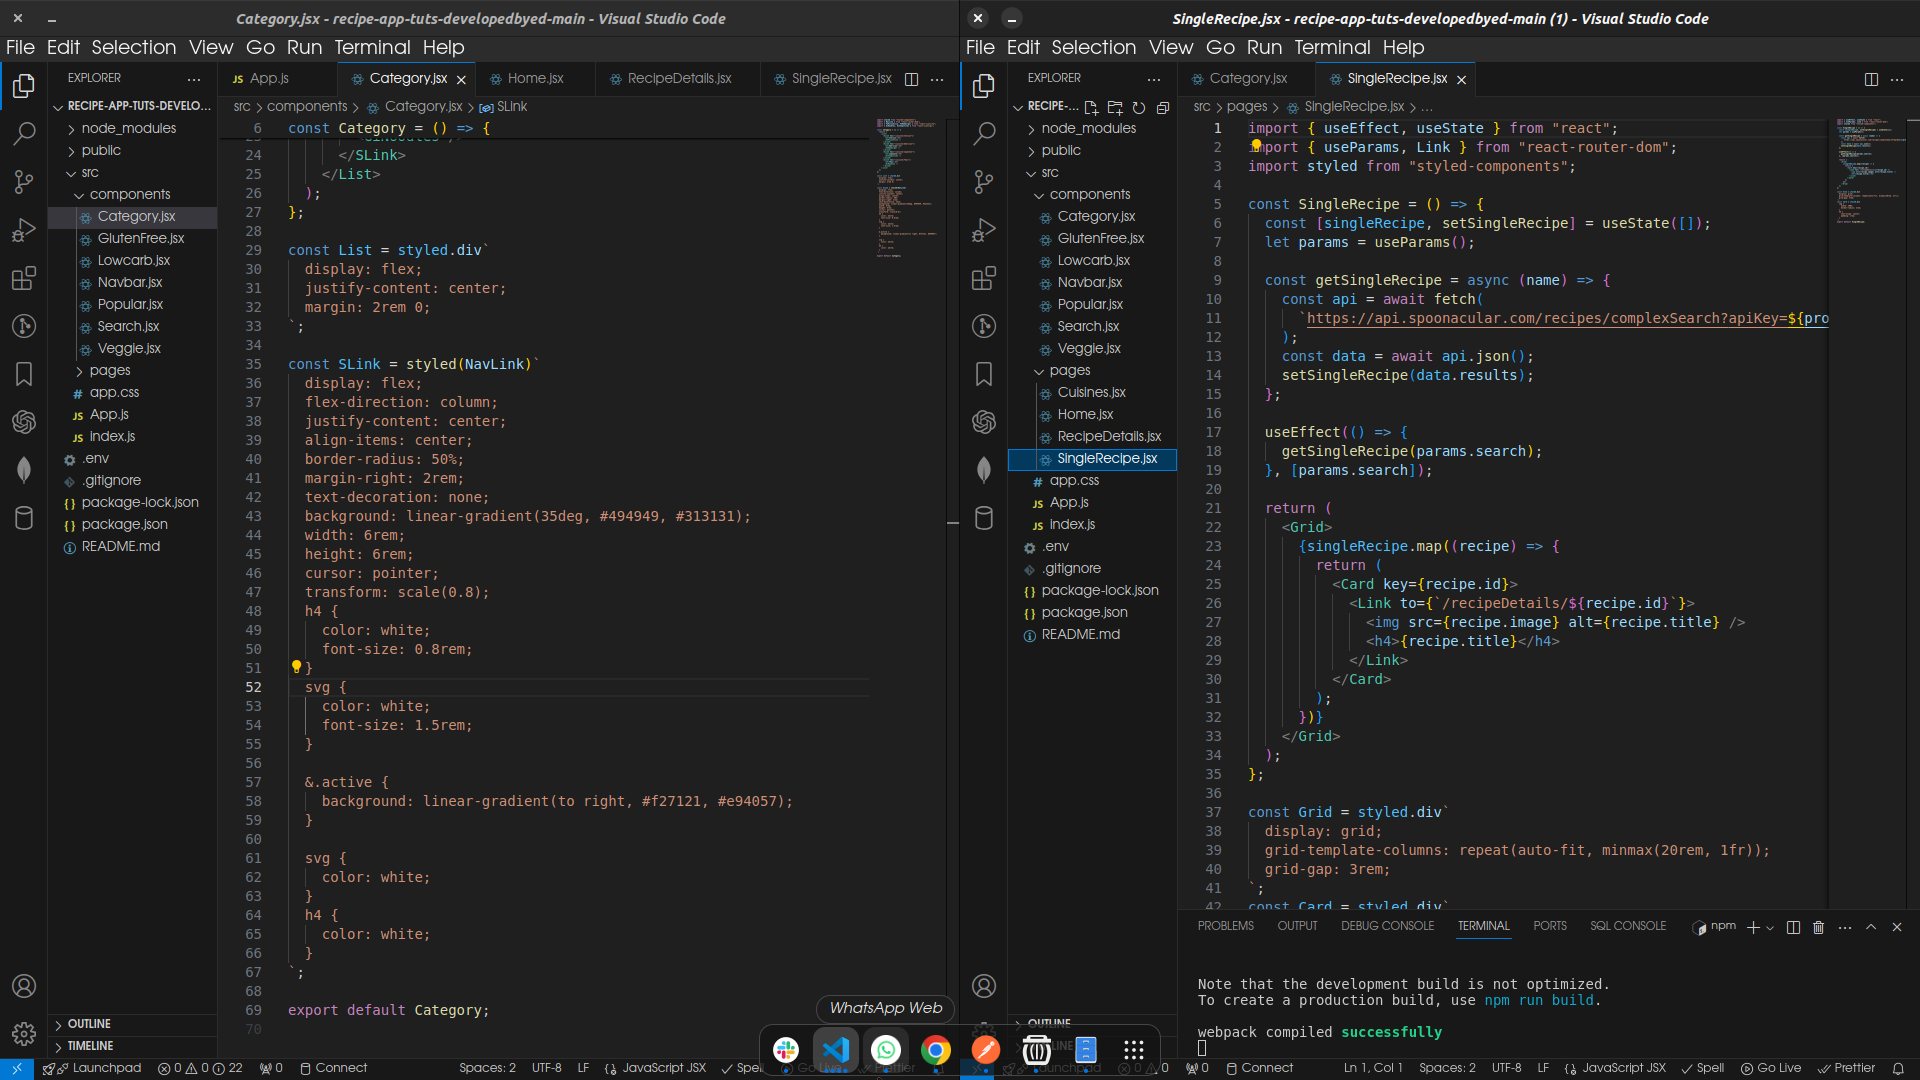 Category.jsx - recipe-app-tuts-developedbyed-main - Visual Studio Code
File Edit Selection View Go Run Terminal Help
EXPLORER
RECIPE-APP-TUTS-DEVELO...
node_modules
public
src
components
Category.jsx
GlutenFree.jsx
Lowcarb.jsx
Navbar.jsx
Popular.jsx
Search.jsx
Veggie.jsx
pages
# app.css
JS App.js
JS index.js
.env
.gitignore
{} package-lock.json
{} package.json
README.md
OUTLINE
TIMELINE
JS App.js Category.jsx Home.jsx RecipeDetails.jsx SingleRecipe.jsx
src > components > Category.jsx > SLink
6 const Category = () => {
24 </SLink>
25 </List>
26 );
27 };
28
29 const List = styled.div`
30 display: flex;
31 justify-content: center;
32 margin: 2rem 0;
33 `;
34
35 const SLink = styled(NavLink)`
36 display: flex;
37 flex-direction: column;
38 justify-content: center;
39 align-items: center;
40 border-radius: 50%;
41 margin-right: 2rem;
42 text-decoration: none;
43 background: linear-gradient(35deg, #494949, #313131);
44 width: 6rem;
45 height: 6rem;
46 cursor: pointer;
47 transform: scale(0.8);
48 h4 {
49 color: white;
50 font-size: 0.8rem;
51 }
52 svg {
53 color: white;
54 font-size: 1.5rem;
55 }
56
57 &.active {
58 background: linear-gradient(to right, #f27121, #e94057);
59 }
60
61 svg {
62 color: white;
63 }
64 h4 {
65 color: white;
66 }
67 `;
68
69 export default Category;
70
WhatsApp Web
Launchpad 0 0 22 0 Connect Spaces: 2 UTF-8 LF {} JavaScript JSX Spell
SingleRecipe.jsx - recipe-app-tuts-developedbyed-main (1) - Visual Studio Code
File Edit Selection View Go Run Terminal Help
EXPLORER
RECIPE-...
node_modules
public
src
components
Category.jsx
GlutenFree.jsx
Lowcarb.jsx
Navbar.jsx
Popular.jsx
Search.jsx
Veggie.jsx
pages
Cuisines.jsx
Home.jsx
RecipeDetails.jsx
SingleRecipe.jsx
# app.css
JS App.js
JS index.js
.env
.gitignore
{} package-lock.json
{} package.json
README.md
OUTLINE
Category.jsx SingleRecipe.jsx
src > pages > SingleRecipe.jsx > ...
1 import { useEffect, useState } from "react";
2 import { useParams, Link } from "react-router-dom";
3 import styled from "styled-components";
4
5 const SingleRecipe = () => {
6 const [singleRecipe, setSingleRecipe] = useState([]);
7 let params = useParams();
8
9 const getSingleRecipe = async (name) => {
10 const api = await fetch(
11 `https://api.spoonacular.com/recipes/complexSearch?apiKey=${pro
12 );
13 const data = await api.json();
14 setSingleRecipe(data.results);
15 };
16
17 useEffect(() => {
18 getSingleRecipe(params.search);
19 }, [params.search]);
20
21 return (
22 <Grid>
23 {singleRecipe.map((recipe) => {
24 return (
25 <Card key={recipe.id}>
26 <Link to={`/recipeDetails/${recipe.id}`}>
27 <img src={recipe.image} alt={recipe.title} />
28 <h4>{recipe.title}</h4>
29 </Link>
30 </Card>
31 );
32 })}
33 </Grid>
34 );
35 };
36
37 const Grid = styled.div`
38 display: grid;
39 grid-template-columns: repeat(auto-fit, minmax(20rem, 1fr));
40 grid-gap: 3rem;
41 `;
42 const Card = styled.div`
PROBLEMS OUTPUT DEBUG CONSOLE TERMINAL PORTS SQL CONSOLE npm
Note that the development build is not optimized.
To create a production build, use npm run build.
webpack compiled successfully
0 0 Connect Ln 1, Col 1 Spaces: 2 UTF-8 LF {} JavaScript JSX Spell Go Live Prettier